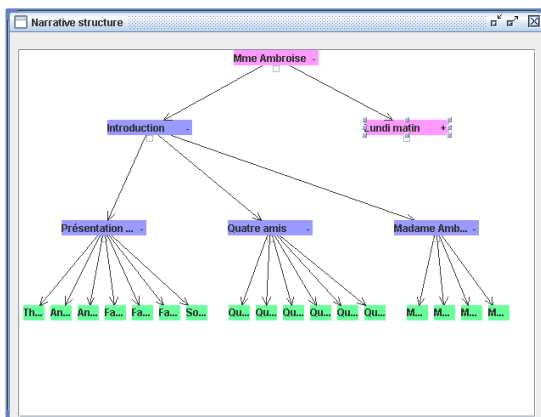 Narrative structure
Mme Ambroise -
Introduction -
Lundi matin +
Présentation ... -
Quatre amis -
Madame Amb... -
Th... An... An... Fa... Fa... Fa... So... Qu... Qu... Qu... Qu... Qu... Qu... M... M... M... M...